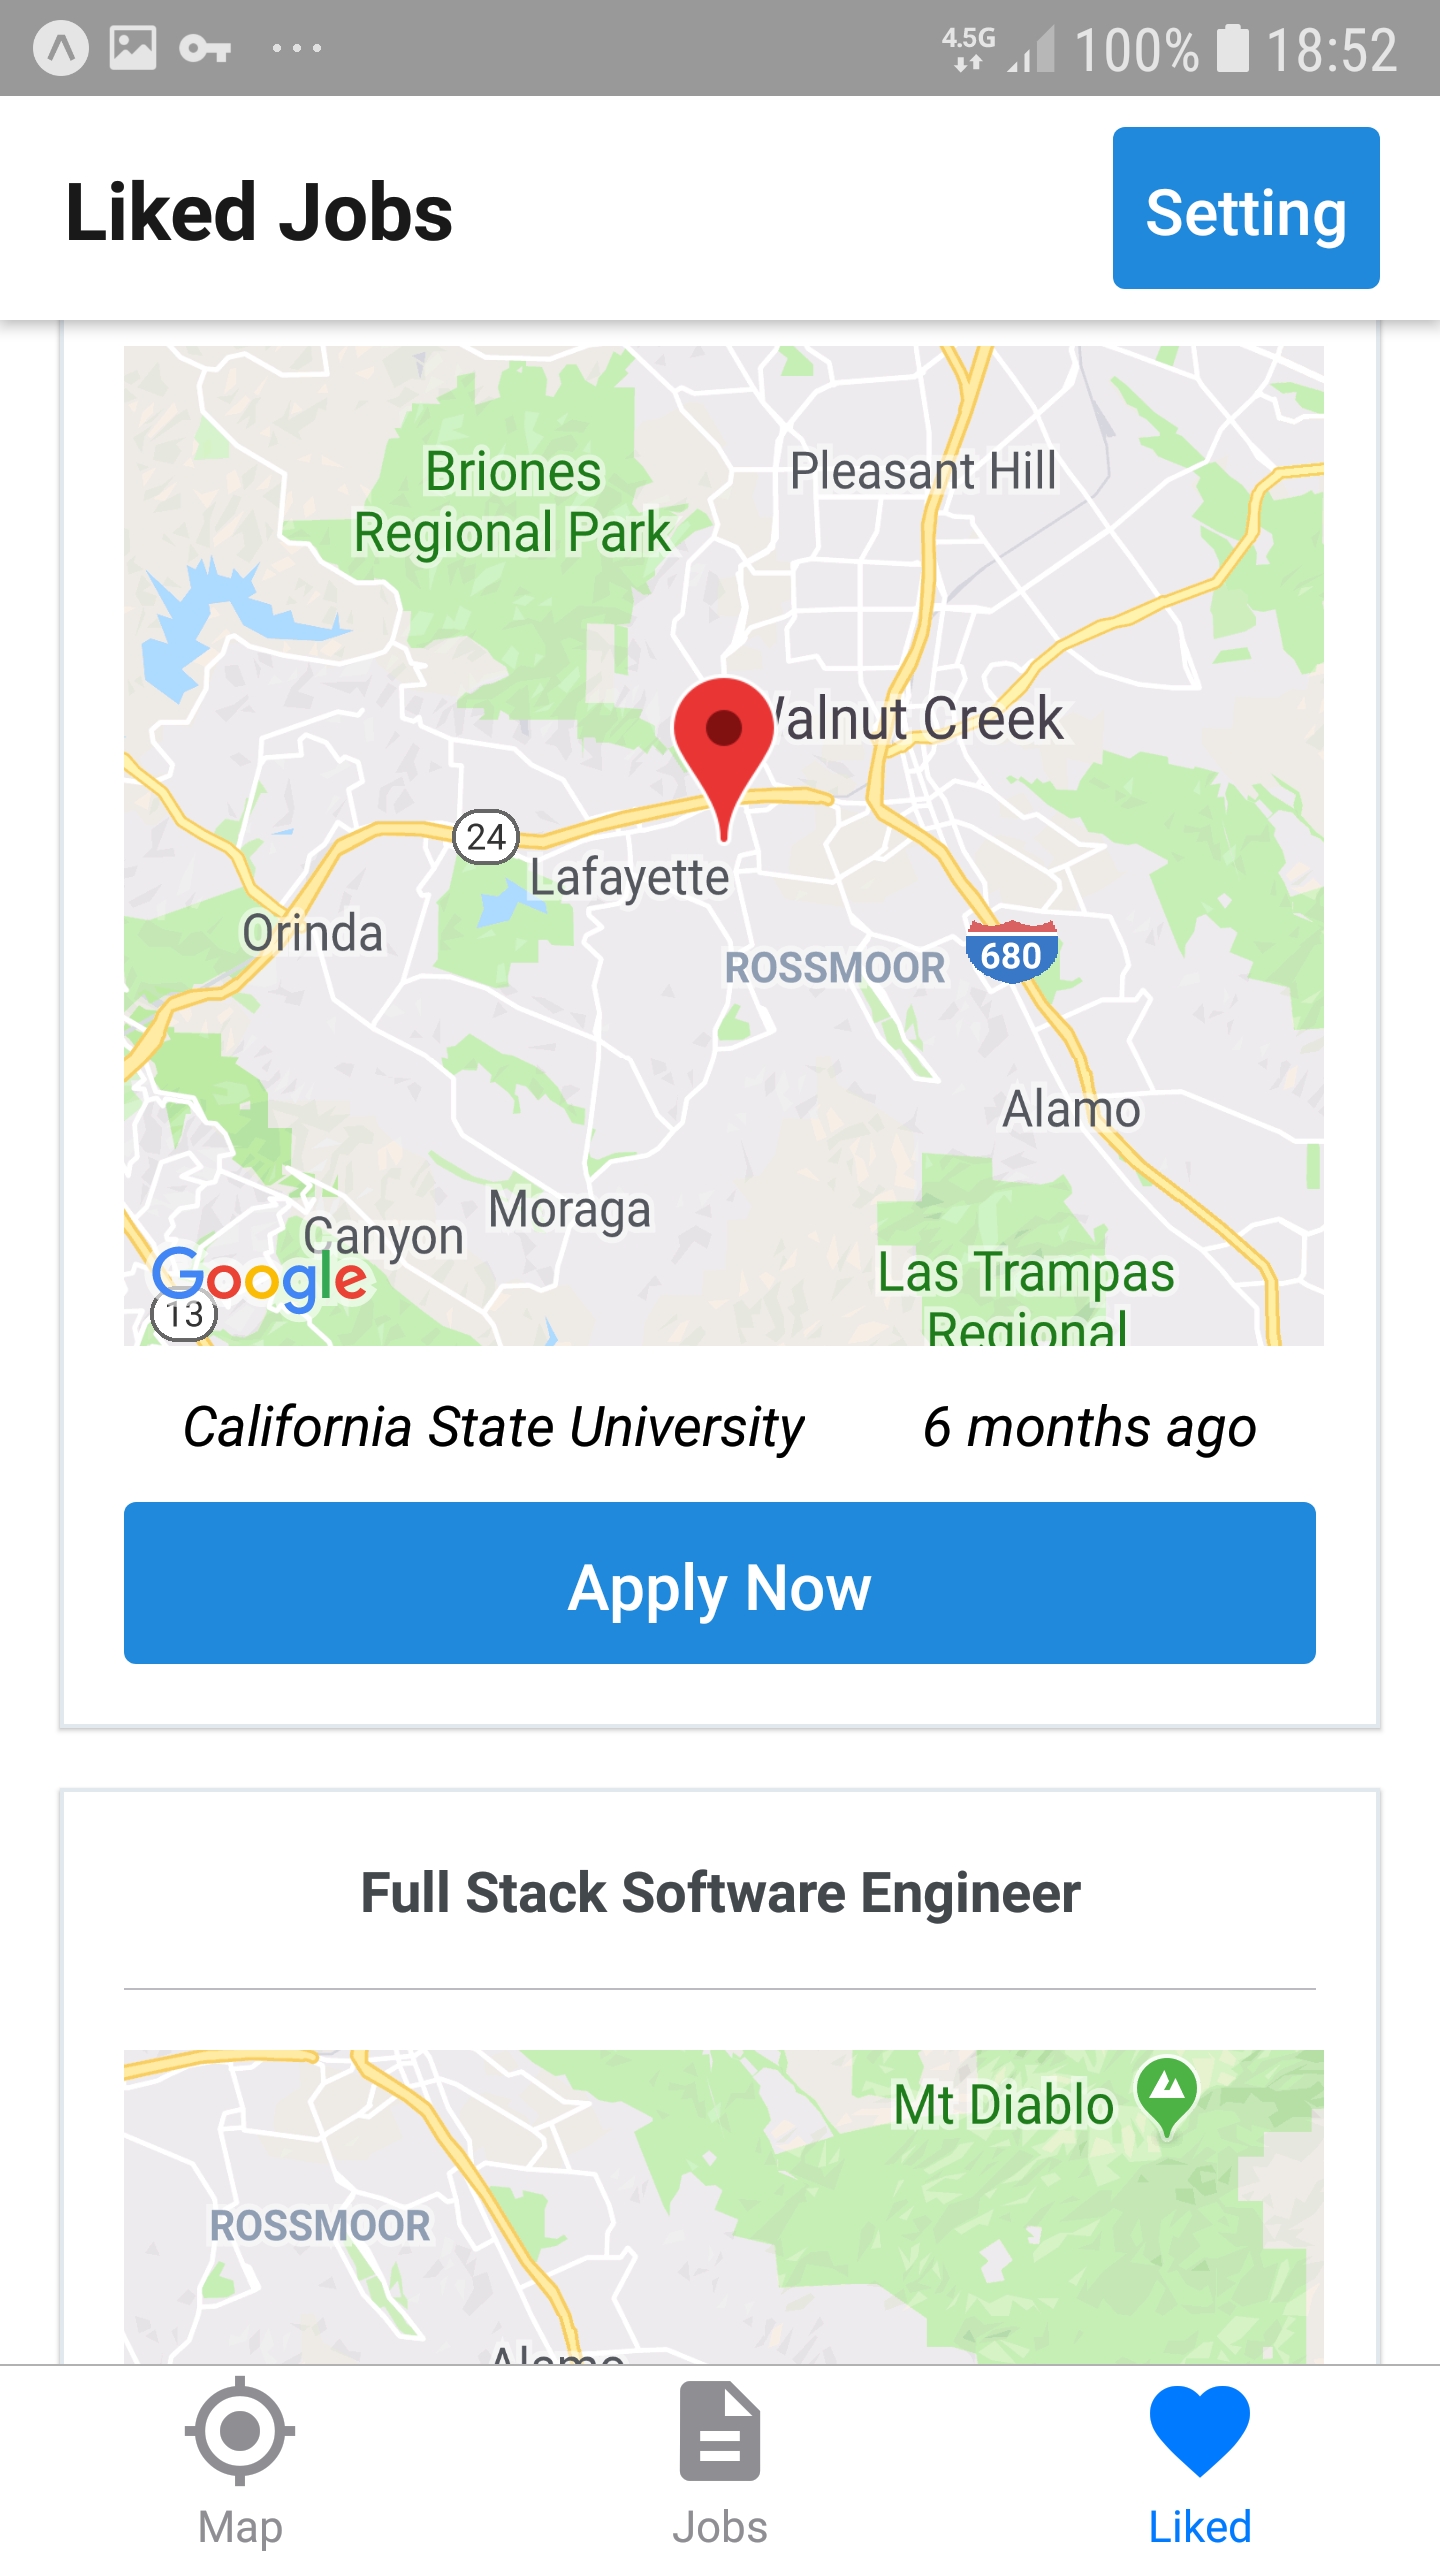 4.5G 100% 18:52
Liked Jobs
Setting
Briones
Regional Park
Pleasant Hill
Walnut Creek
24
Lafayette
Orinda
ROSSMOOR
680
Alamo
Moraga
Canyon
Google
13
Las Trampas
Regional
California State University 6 months ago
Apply Now
Full Stack Software Engineer
Mt Diablo
ROSSMOOR
Alamo
Map Jobs Liked